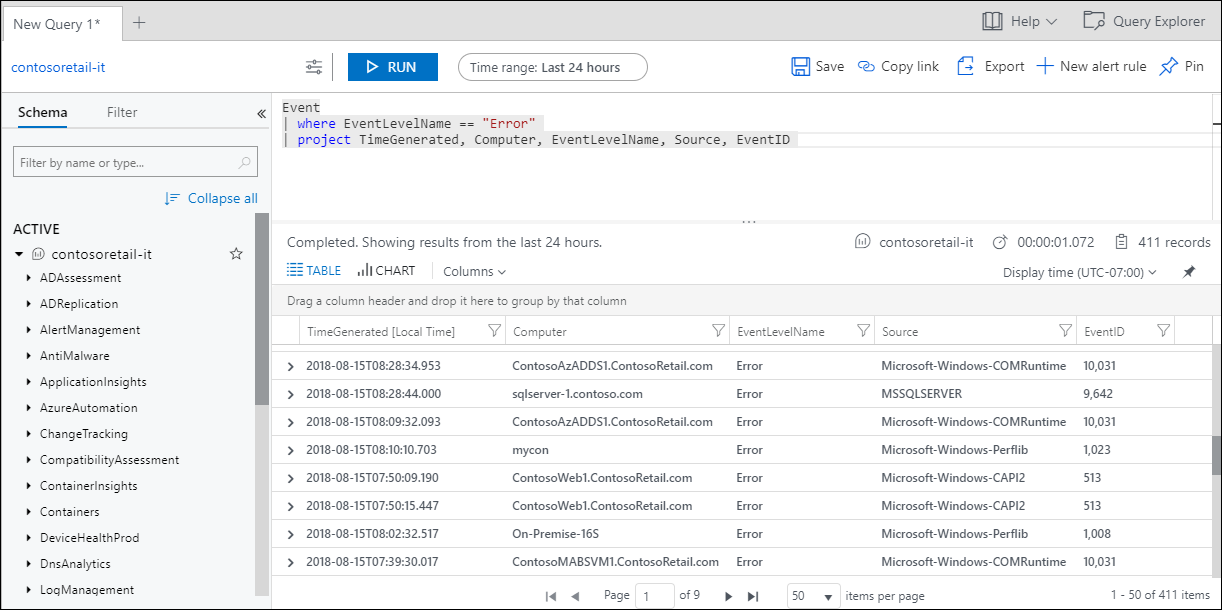 New Query 1*
Help
Query Explorer
contosoretail-it
RUN
Time range: Last 24 hours
Save
Copy link
Export
New alert rule
Pin
Schema
Filter
«
Filter by name or type...
Collapse all
ACTIVE
contosoretail-it
ADAssessment
ADReplication
AlertManagement
AntiMalware
ApplicationInsights
AzureAutomation
ChangeTracking
CompatibilityAssessment
ContainerInsights
Containers
DeviceHealthProd
DnsAnalytics
LogManagement
Event
| where EventLevelName == "Error"
| project TimeGenerated, Computer, EventLevelName, Source, EventID
Completed. Showing results from the last 24 hours.
contosoretail-it
00:00:01.072
411 records
TABLE
CHART
Columns
Display time (UTC-07:00)
Drag a column header and drop it here to group by that column
TimeGenerated [Local Time] Computer EventLevelName Source EventID
2018-08-15T08:28:34.953 ContosoAzADDS1.ContosoRetail.com Error Microsoft-Windows-COMRuntime 10,031
2018-08-15T08:28:44.000 sqlserver-1.contoso.com Error MSSQLSERVER 9,642
2018-08-15T08:09:32.093 ContosoAzADDS1.ContosoRetail.com Error Microsoft-Windows-COMRuntime 10,031
2018-08-15T08:10:10.703 mycon Error Microsoft-Windows-Perflib 1,023
2018-08-15T07:50:09.190 ContosoWeb1.ContosoRetail.com Error Microsoft-Windows-CAPI2 513
2018-08-15T07:50:15.447 ContosoWeb1.ContosoRetail.com Error Microsoft-Windows-CAPI2 513
2018-08-15T08:02:32.517 On-Premise-16S Error Microsoft-Windows-Perflib 1,008
2018-08-15T07:39:30.017 ContosoMABSVM1.ContosoRetail.com Error Microsoft-Windows-COMRuntime 10,031
Page 1 of 9
50 items per page
1 - 50 of 411 items